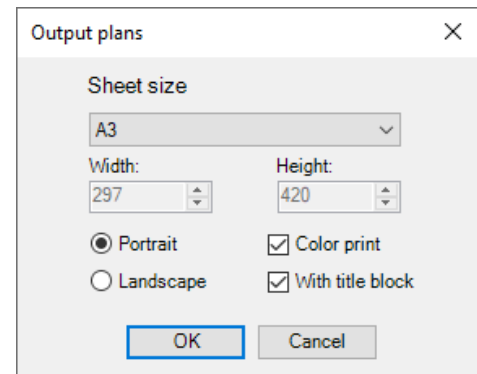 Output plans
Sheet size
A3
Width: Height:
297 420
Portrait Color print
Landscape With title block
OK Cancel